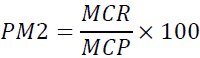 PM2 = MCR / MCP × 100